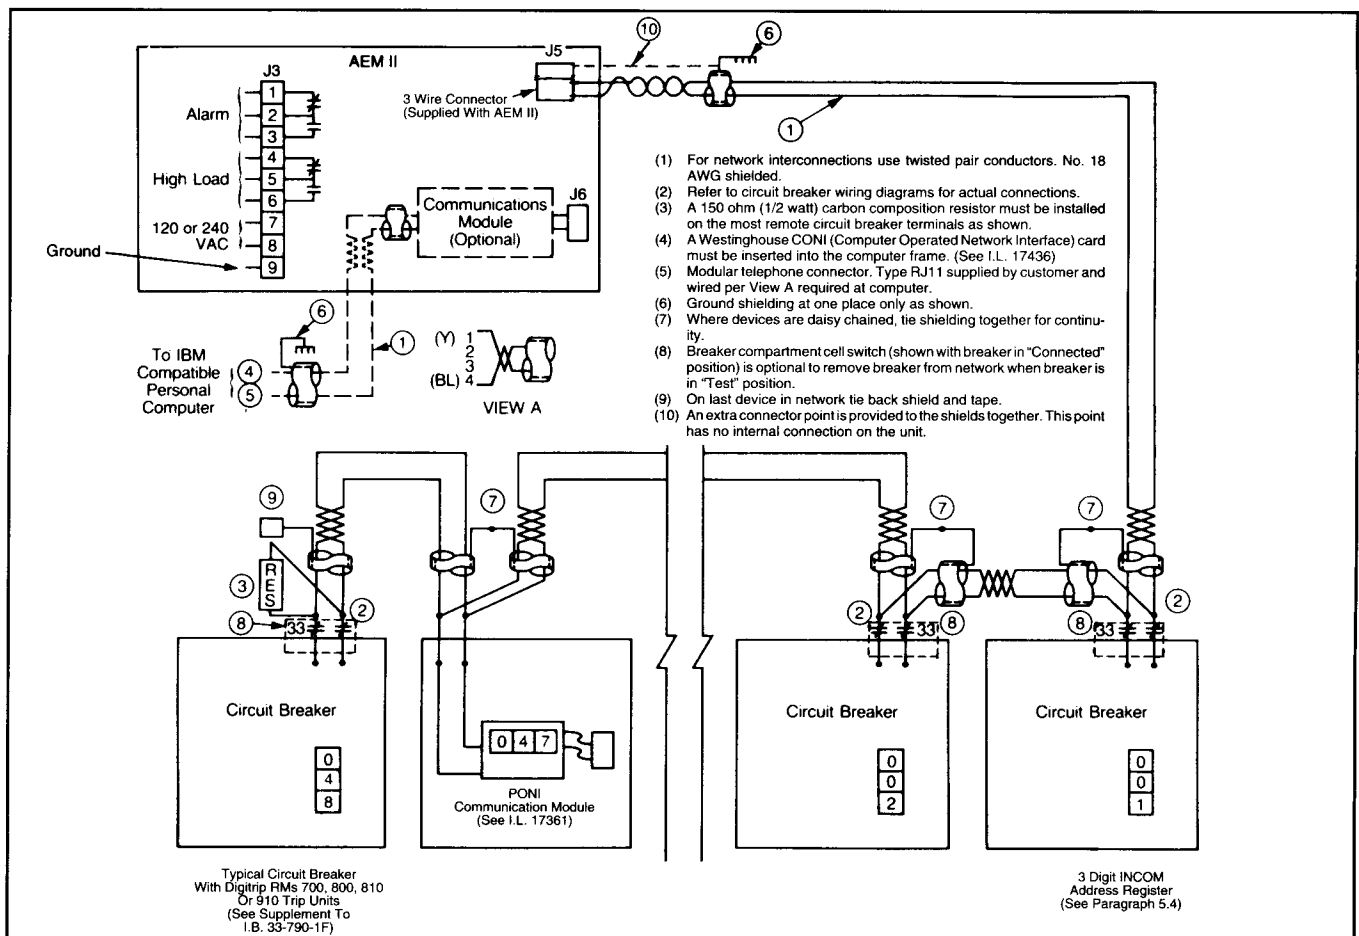 10
6
AEM II
J5
J3
1
2
3
4
5
6
7
8
9
Alarm
High Load
120 or 240
VAC
Ground
3 Wire Connector
(Supplied With AEM II)
1
Communications
Module
(Optional)
J6
(1) For network interconnections use twisted pair conductors. No. 18
AWG shielded.
(2) Refer to circuit breaker wiring diagrams for actual connections.
(3) A 150 ohm (1/2 watt) carbon composition resistor must be installed
on the most remote circuit breaker terminals as shown.
(4) A Westinghouse CONI (Computer Operated Network Interface) card
must be inserted into the computer frame. (See I.L. 17436)
(5) Modular telephone connector. Type RJ11 supplied by customer and
wired per View A required at computer.
(6) Ground shielding at one place only as shown.
(7) Where devices are daisy chained, tie shielding together for continu-
ity.
(8) Breaker compartment cell switch (shown with breaker in "Connected"
position) is optional to remove breaker from network when breaker is
in "Test" position.
(9) On last device in network tie back shield and tape.
(10) An extra connector point is provided to the shields together. This point
has no internal connection on the unit.
6
1
To IBM
Compatible
Personal
Computer
4
5
(Y) 1
2
3
(BL) 4
VIEW A
9
7
7
7
RES
3
8
33
2
2
33
8
8
33
2
Circuit Breaker
0
4
8
0 4 7
PONI
Communication Module
(See I.L. 17361)
Circuit Breaker
0
0
2
Circuit Breaker
0
0
1
Typical Circuit Breaker
With Digitrip RMs 700, 800, 810
Or 910 Trip Units
(See Supplement To
I.B. 33-790-1F)
3 Digit INCOM
Address Register
(See Paragraph 5.4)